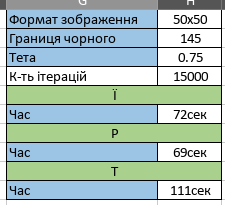 G H
Формат зображення 50x50
Границя чорного 145
Тета 0.75
К-ть ітерацій 15000
Ї
Час 72сек
Р
Час 69сек
Т
Час 111сек